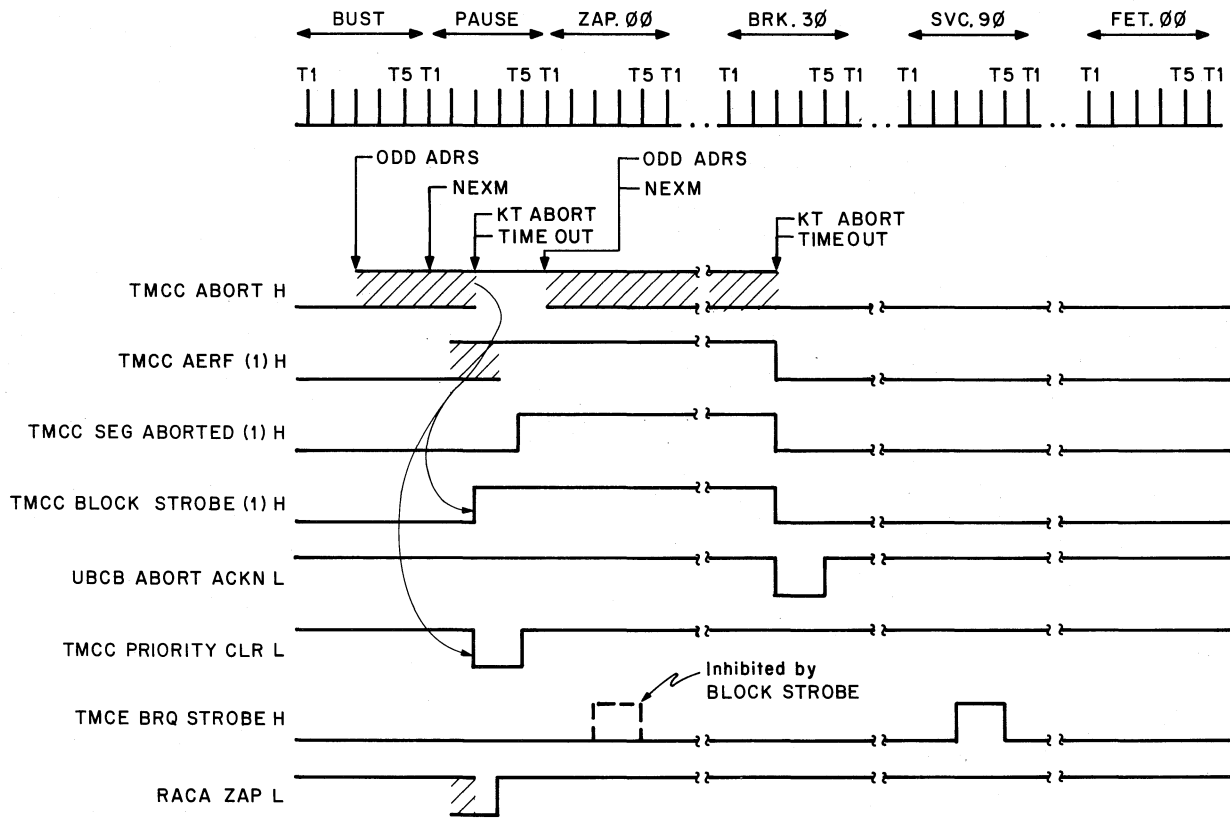 BUST PAUSE ZAP.ØØ BRK.3Ø SVC.9Ø FET.ØØ
T1 T5 T1 T5 T1 T5 T1 T1 T5 T1 T1 T5 T1 T1 T5 T1
ODD ADRS
NEXM
KT ABORT
TIME OUT
ODD ADRS
NEXM
KT ABORT
TIMEOUT
TMCC ABORT H
TMCC AERF (1) H
TMCC SEG ABORTED (1) H
TMCC BLOCK STROBE (1) H
UBCB ABORT ACKN L
TMCC PRIORITY CLR L
Inhibited by
BLOCK STROBE
TMCE BRQ STROBE H
RACA ZAP L